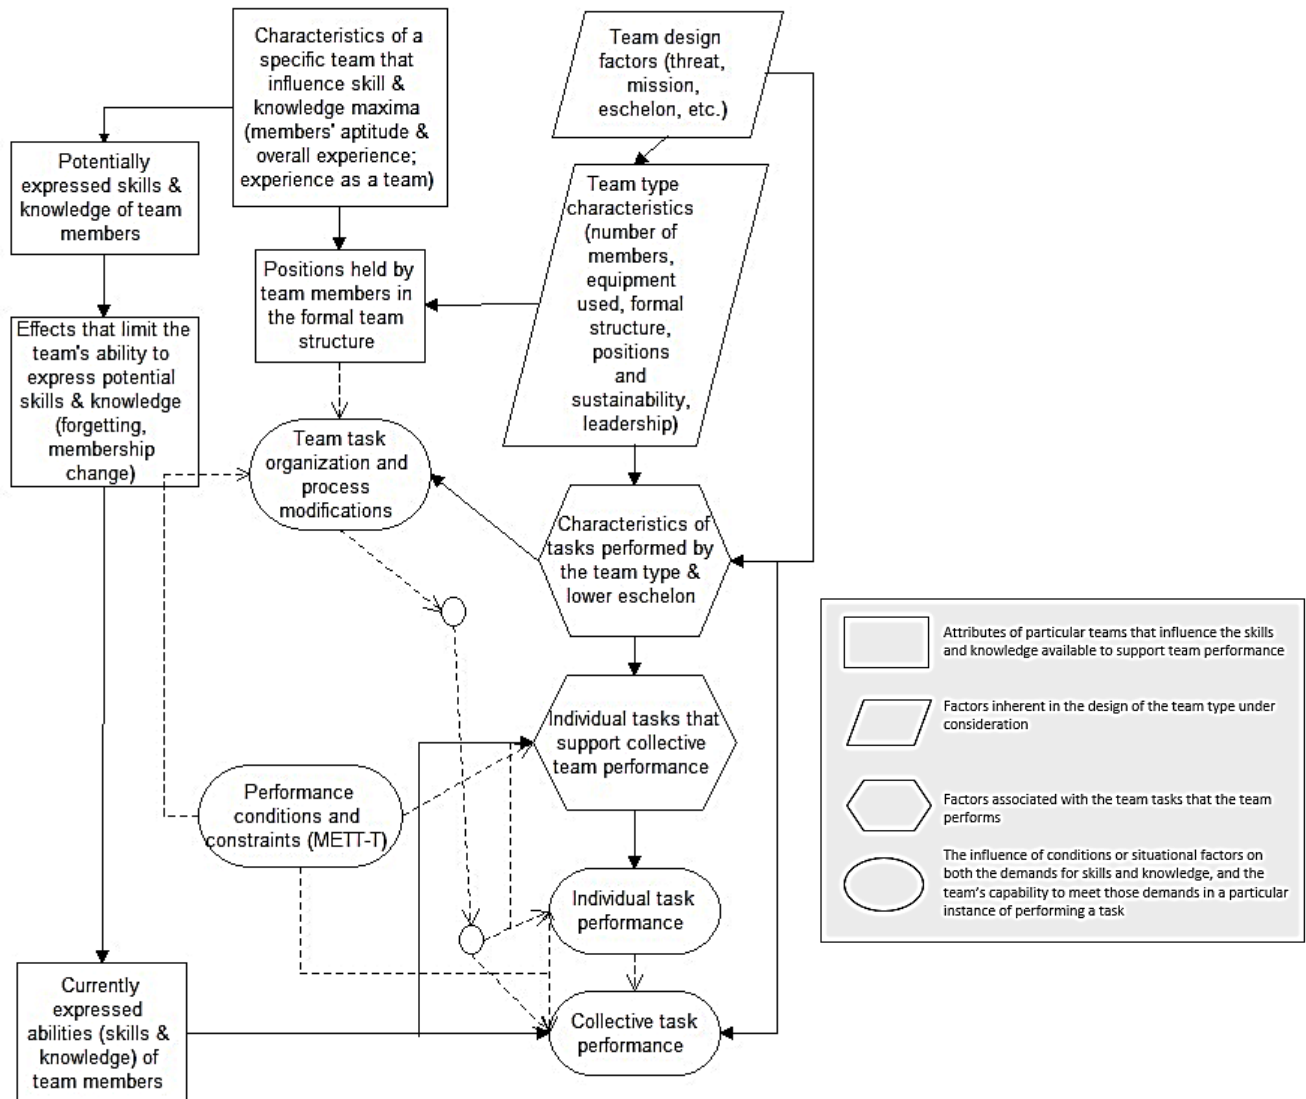 Characteristics of a
specific team that
influence skill &
knowledge maxima
(members' aptitude &
overall experience;
experience as a team)
Team design
factors (threat,
mission,
eschelon, etc.)
Potentially
expressed skills &
knowledge of team
members
Team type
characteristics
(number of
members,
equipment
used, formal
structure,
positions
and
sustainability,
leadership)
Positions held by
team members in
the formal team
structure
Effects that limit the
team's ability to
express potential
skills & knowledge
(forgetting,
membership
change)
Team task
organization and
process
modifications
Characteristics of
tasks performed by
the team type &
lower eschelon
Individual tasks that
support collective
team performance
Performance
conditions and
constraints (METT-T)
Individual task
performance
Currently
expressed
abilities (skills &
knowledge) of
team members
Collective task
performance
Attributes of particular teams that influence the skills
and knowledge available to support team performance
Factors inherent in the design of the team type under
consideration
Factors associated with the team tasks that the team
performs
The influence of conditions or situational factors on
both the demands for skills and knowledge, and the
team's capability to meet those demands in a particular
instance of performing a task